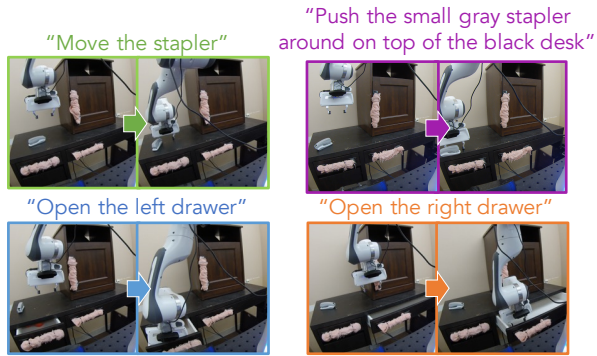 "Move the stapler"
"Push the small gray stapler
around on top of the black desk"
"Open the left drawer"
"Open the right drawer"